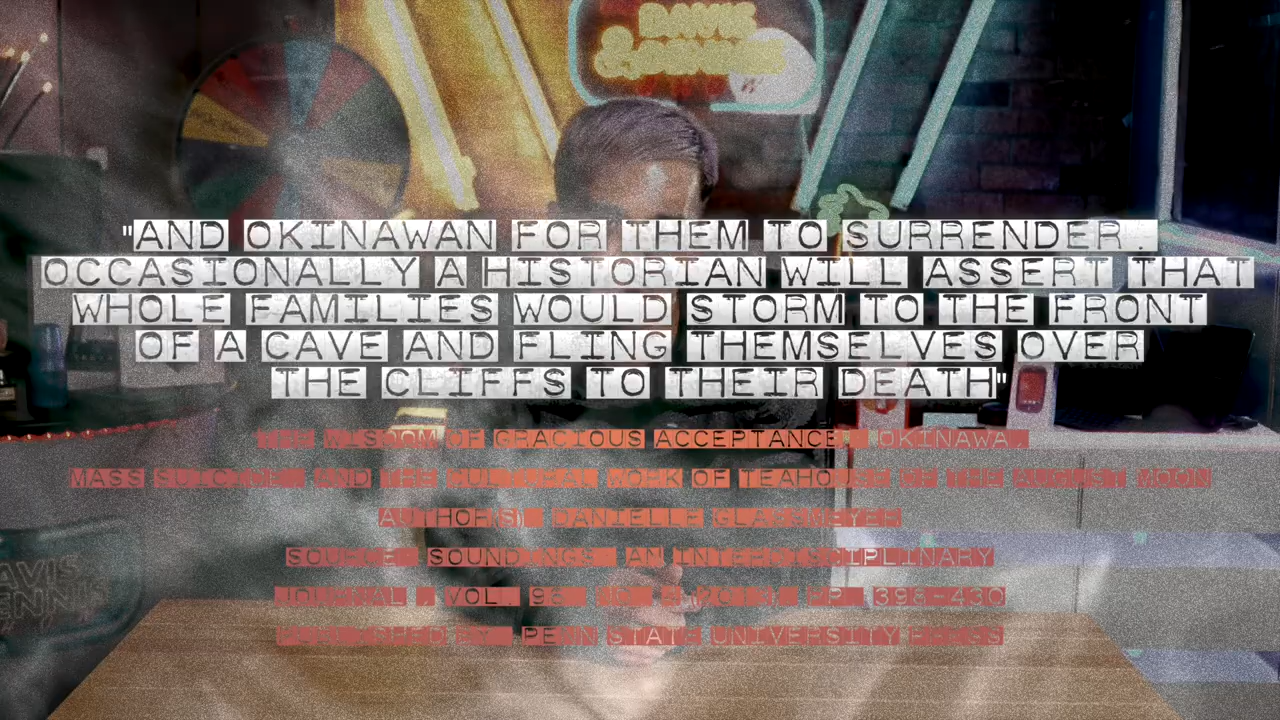 DAVIS
"AND OKINAWAN FOR THEM TO SURRENDER.
OCCASIONALLY A HISTORIAN WILL ASSERT THAT
WHOLE FAMILIES WOULD STORM TO THE FRONT
OF A CAVE AND FLING THEMSELVES OVER
THE CLIFFS TO THEIR DEATH"
THE WISDOM OF GRACIOUS ACCEPTANCE: OKINAWA,
MASS SUICIDE, AND THE CULTURAL WORK OF TEAHOUSE OF THE AUGUST MOON
AUTHOR(S): DANIELLE GLASSMEYER
SOURCE: SOUNDINGS: AN INTERDISCIPLINARY
JOURNAL, VOL. 96, NO. PP. 398-430
PUBLISHED BY: PENN STATE UNIVERSITY PRESS
AVIS